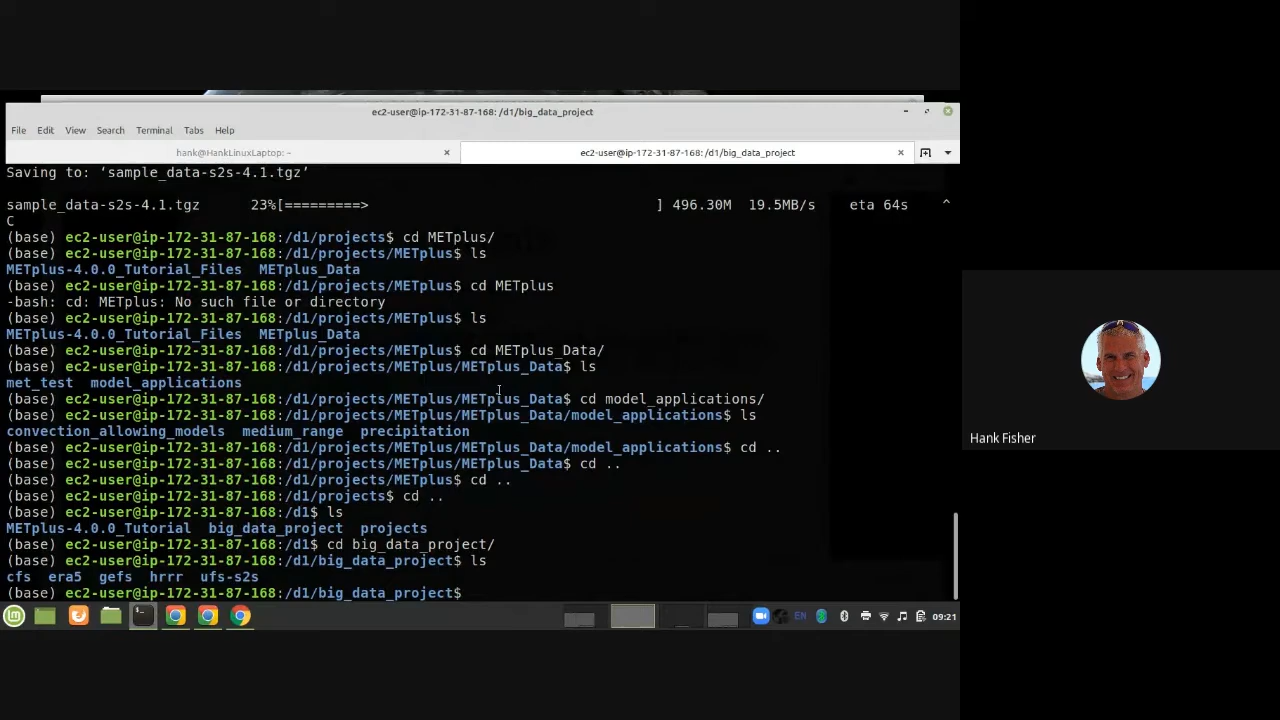 ec2-user@ip-172-31-87-168: /d1/big_data_project
File Edit View Search Terminal Tabs Help
hank@HankLinuxLaptop: ~ × ec2-user@ip-172-31-87-168: /d1/big_data_project ×
Saving to: ‘sample_data-s2s-4.1.tgz’
sample_data-s2s-4.1.tgz 23%[=========> ] 496.30M 19.5MB/s eta 64s ^
C
(base) ec2-user@ip-172-31-87-168:/d1/projects$ cd METplus/
(base) ec2-user@ip-172-31-87-168:/d1/projects/METplus$ ls
METplus-4.0.0_Tutorial_Files METplus_Data
(base) ec2-user@ip-172-31-87-168:/d1/projects/METplus$ cd METplus
-bash: cd: METplus: No such file or directory
(base) ec2-user@ip-172-31-87-168:/d1/projects/METplus$ ls
METplus-4.0.0_Tutorial_Files METplus_Data
(base) ec2-user@ip-172-31-87-168:/d1/projects/METplus$ cd METplus_Data/
(base) ec2-user@ip-172-31-87-168:/d1/projects/METplus/METplus_Data$ ls
met_test model_applications
(base) ec2-user@ip-172-31-87-168:/d1/projects/METplus/METplus_Data$ cd model_applications/
(base) ec2-user@ip-172-31-87-168:/d1/projects/METplus/METplus_Data/model_applications$ ls
convection_allowing_models medium_range precipitation
(base) ec2-user@ip-172-31-87-168:/d1/projects/METplus/METplus_Data/model_applications$ cd ..
(base) ec2-user@ip-172-31-87-168:/d1/projects/METplus/METplus_Data$ cd ..
(base) ec2-user@ip-172-31-87-168:/d1/projects/METplus$ cd ..
(base) ec2-user@ip-172-31-87-168:/d1/projects$ cd ..
(base) ec2-user@ip-172-31-87-168:/d1$ ls
METplus-4.0.0_Tutorial big_data_project projects
(base) ec2-user@ip-172-31-87-168:/d1$ cd big_data_project/
(base) ec2-user@ip-172-31-87-168:/d1/big_data_project$ ls
cfs era5 gefs hrrr ufs-s2s
(base) ec2-user@ip-172-31-87-168:/d1/big_data_project$
EN 09:21
Hank Fisher